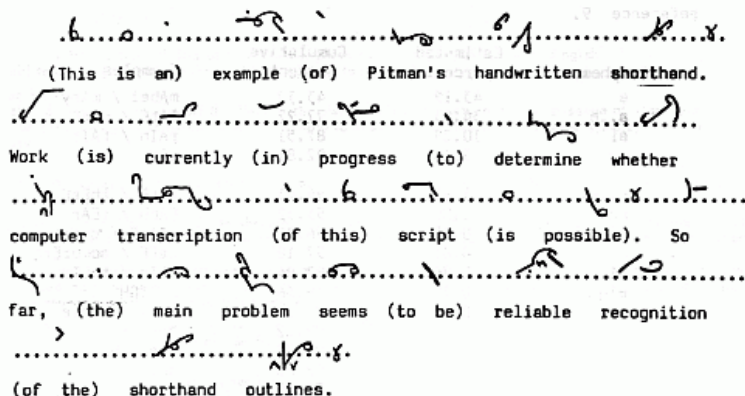 (This is an) example (of) Pitman's handwritten shorthand.
Work (is) currently (in) progress (to) determine whether
computer transcription (of this) script (is possible). So
far, (the) main problem seems (to be) reliable recognition
(of the) shorthand outlines.